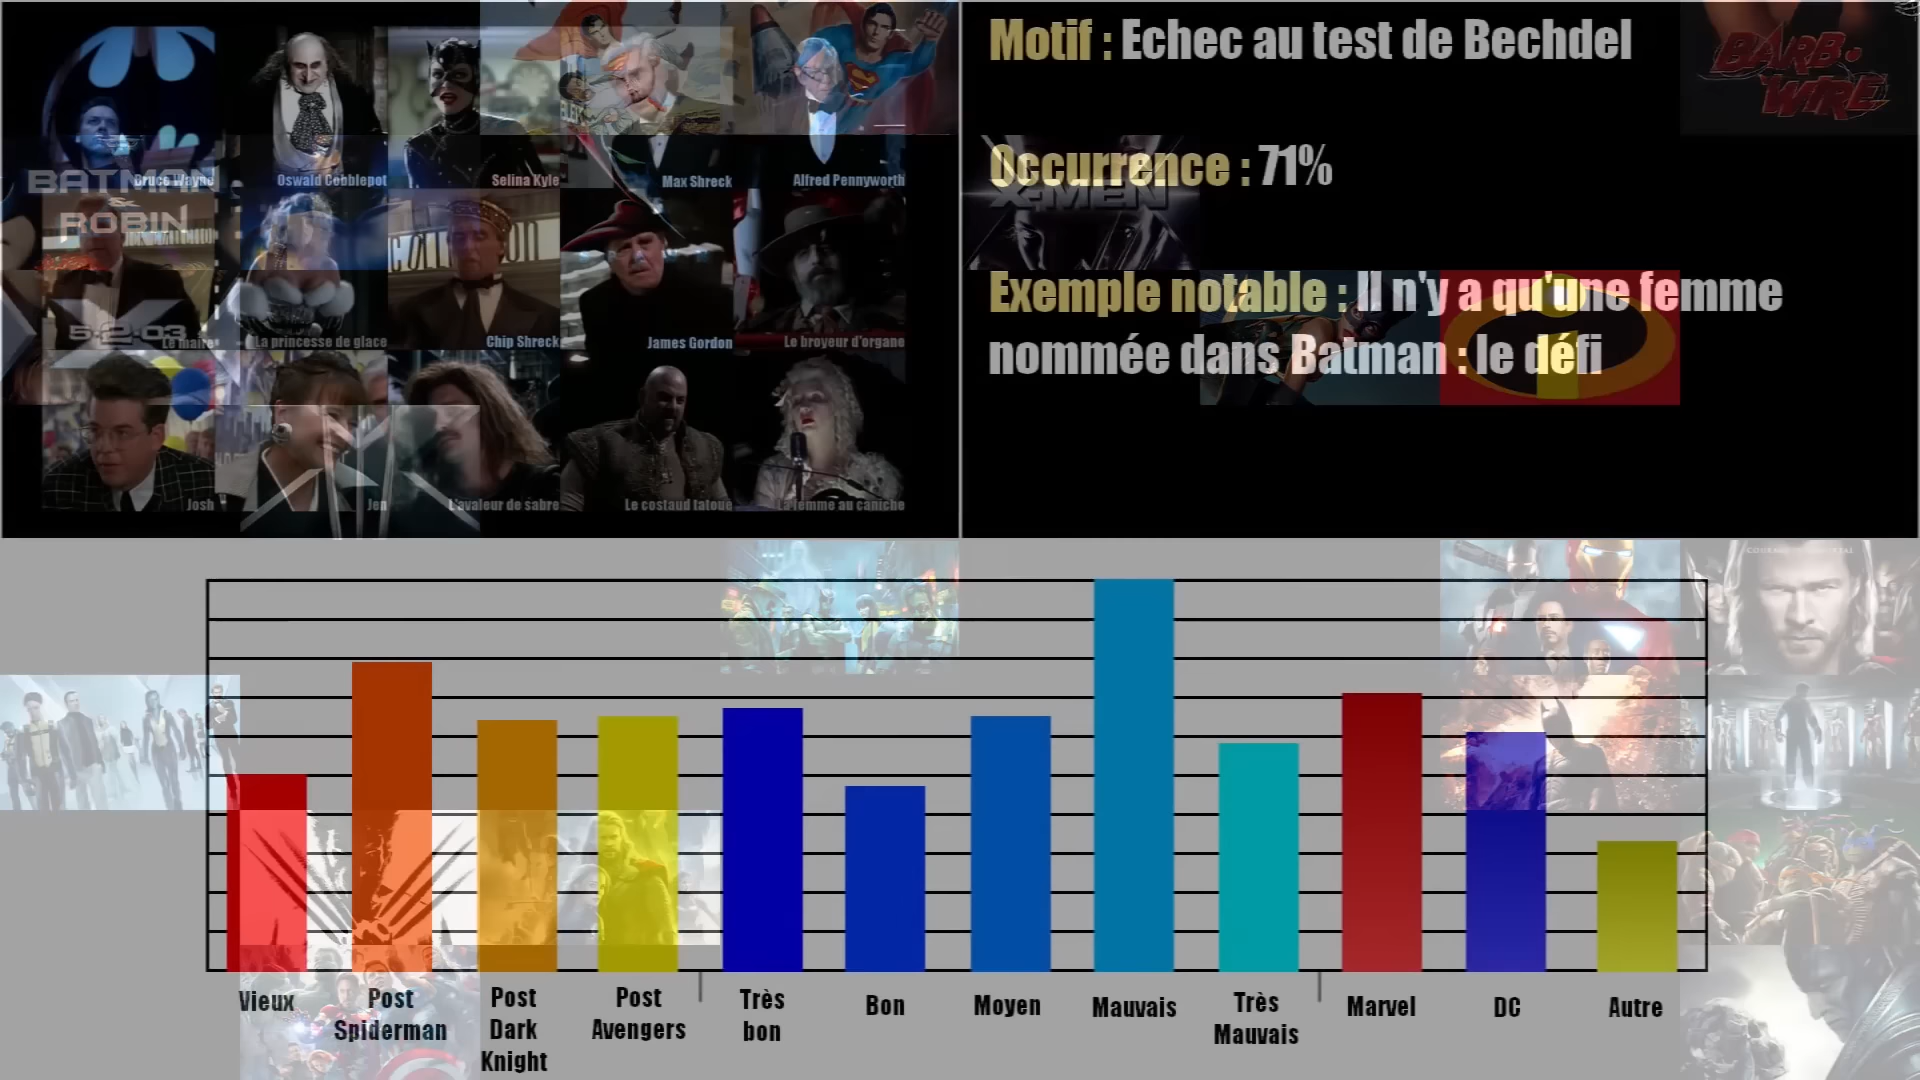 Motif : Echec au test de Bechdel
BARB.
WIRE
Occurrence : 71%
X-MEN
Exemple notable : Il n'y a qu'une femme
nommée dans Batman : le défi
Bruce Wayne
Oswald Cobblepot
Selina Kyle
Max Shreck
Alfred Pennyworth
BATMAN
&
ROBIN
5·2·03
Le maire
La princesse de glace
Chip Shreck
James Gordon
Le broyeur d'organe
Josh
Jen
L'avaleur de sabre
Le costaud tatoué
La femme au caniche
Vieux
Post
Spiderman
Post
Dark
Knight
Post
Avengers
Très
bon
Bon
Moyen
Mauvais
Très
Mauvais
Marvel
DC
Autre